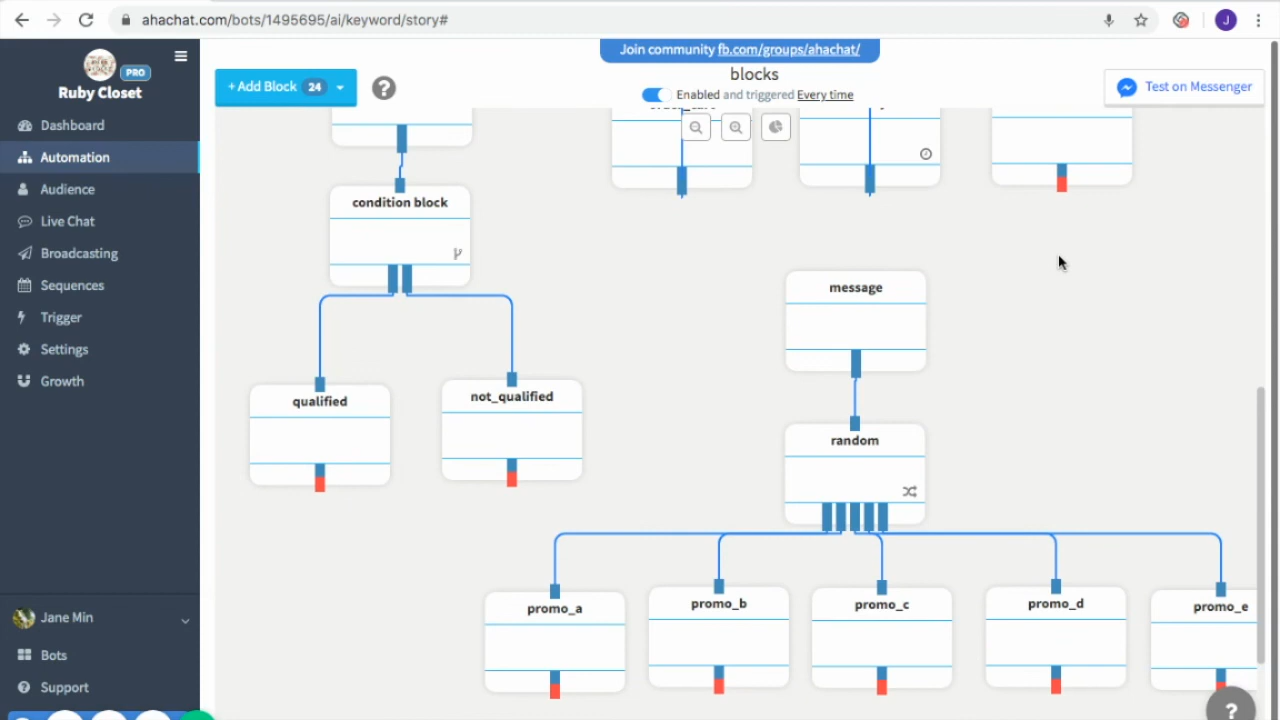 ahachat.com/bots/1495695/ai/keyword/story#
J
PRO
Ruby Closet
Dashboard
Automation
Audience
Live Chat
Broadcasting
Sequences
Trigger
Settings
Growth
Jane Min
Bots
Support
Join community fb.com/groups/ahachat/
+ Add Block 24
?
blocks
Enabled and triggered Every time
Test on Messenger
condition block
qualified
not_qualified
message
random
promo_a
promo_b
promo_c
promo_d
promo_e
?